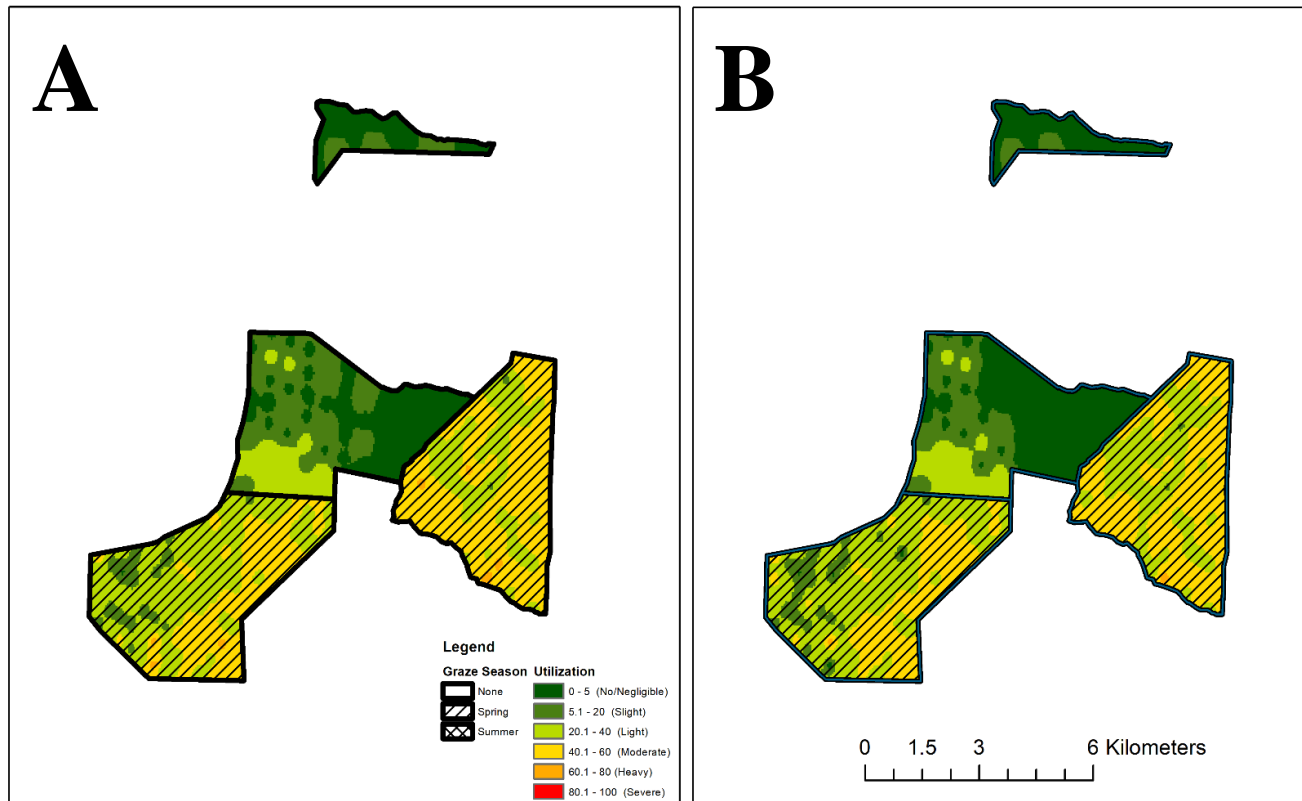 A
B
Legend
Graze Season Utilization
None
Spring
Summer
0 - 5 (No/Negligible)
5.1 - 20 (Slight)
20.1 - 40 (Light)
40.1 - 60 (Moderate)
60.1 - 80 (Heavy)
80.1 - 100 (Severe)
0 1.5 3 6 Kilometers